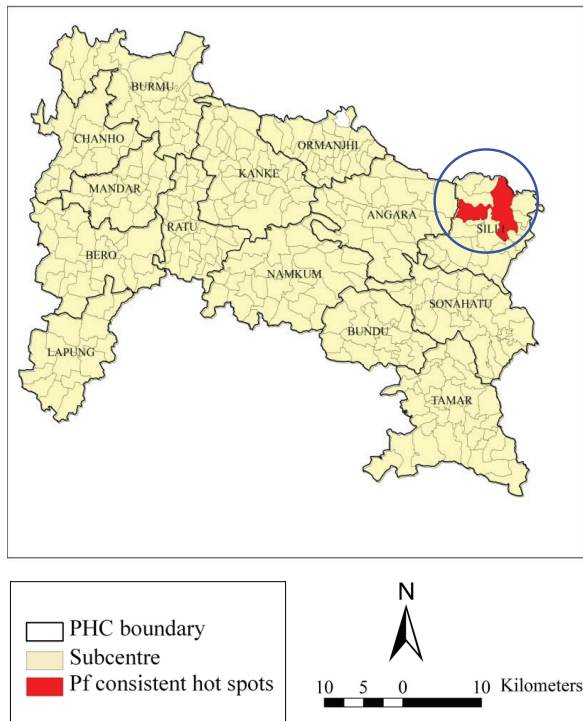 BURMU
ORMANJHI
CHANHO
KANKE
MANDAR
ANGARA
RATU
SILLI
BERO
NAMKUM
SONAHATU
BUNDU
LAPUNG
TAMAR
PHC boundary
Subcentre
Pf consistent hot spots
N
10 5 0 10 Kilometers